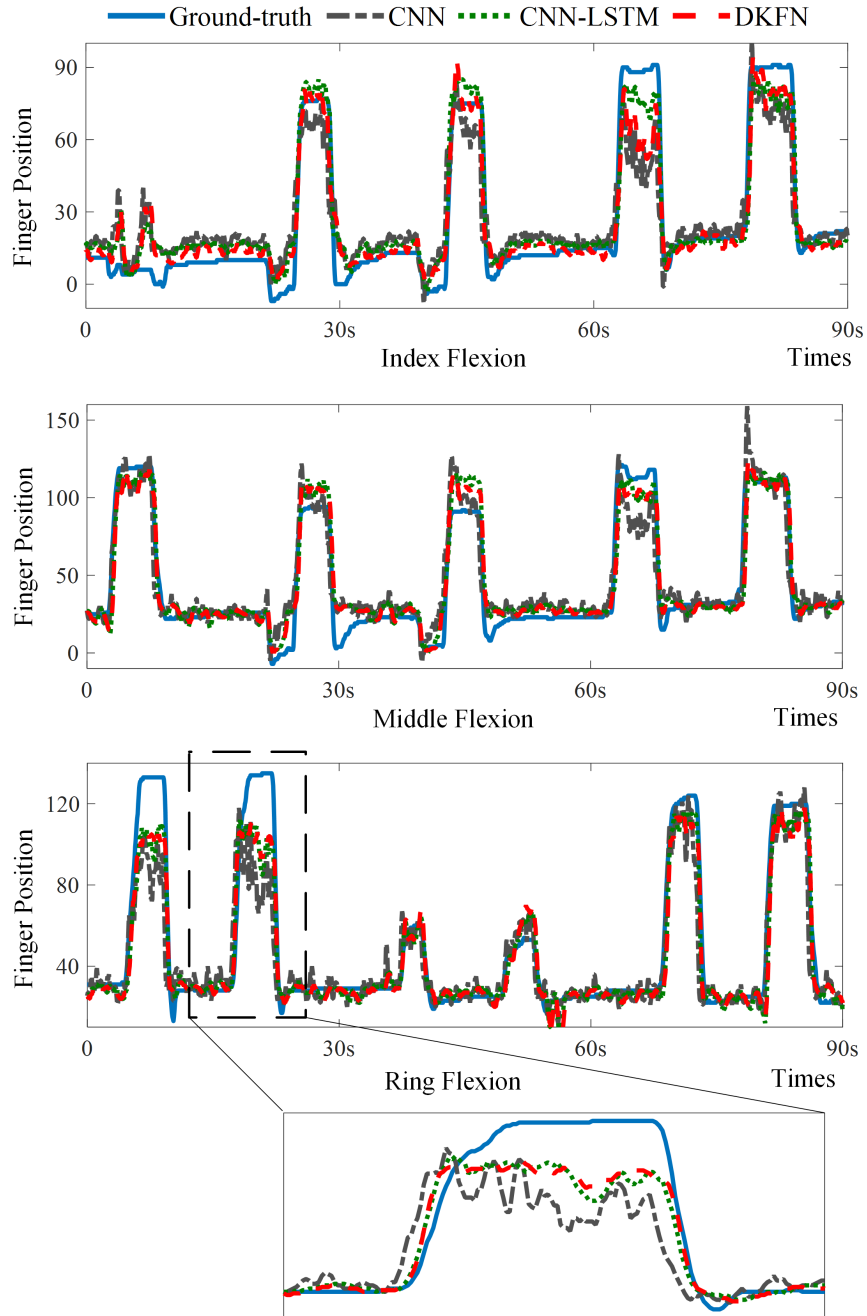 Ground-truth CNN CNN-LSTM DKFN
90
60
30
0
Finger Position
0 30s 60s 90s
Index Flexion Times
150
100
50
0
Finger Position
0 30s 60s 90s
Middle Flexion Times
120
80
40
Finger Position
0 30s 60s 90s
Ring Flexion Times